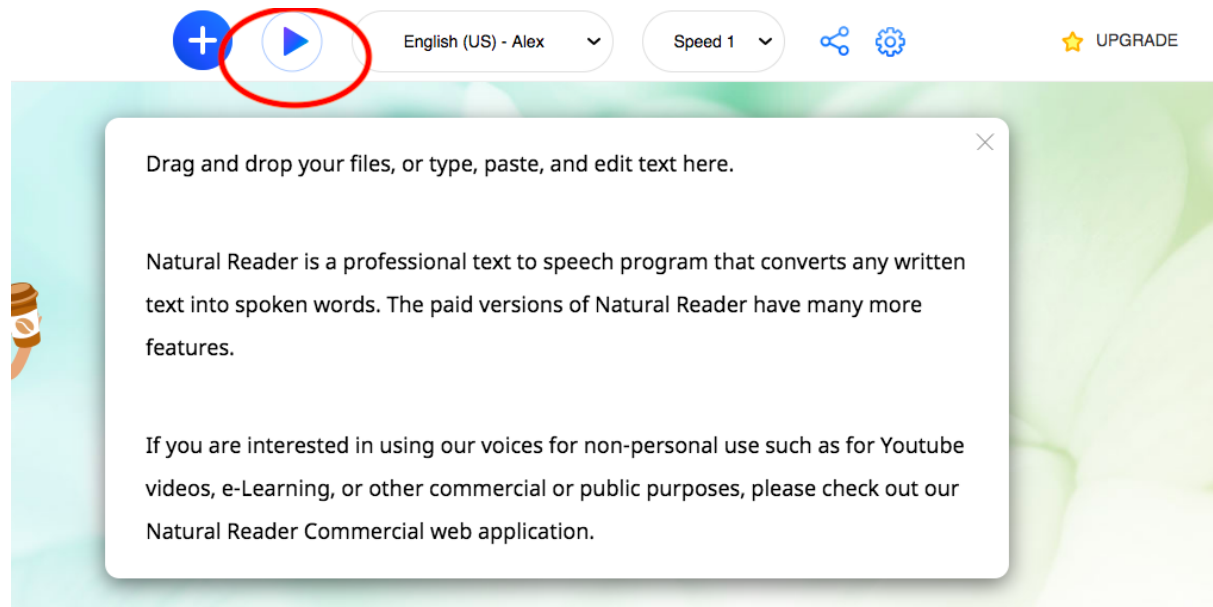 English (US) - Alex
Speed 1
UPGRADE
Drag and drop your files, or type, paste, and edit text here.
Natural Reader is a professional text to speech program that converts any written
text into spoken words. The paid versions of Natural Reader have many more
features.
If you are interested in using our voices for non-personal use such as for Youtube
videos, e-Learning, or other commercial or public purposes, please check out our
Natural Reader Commercial web application.